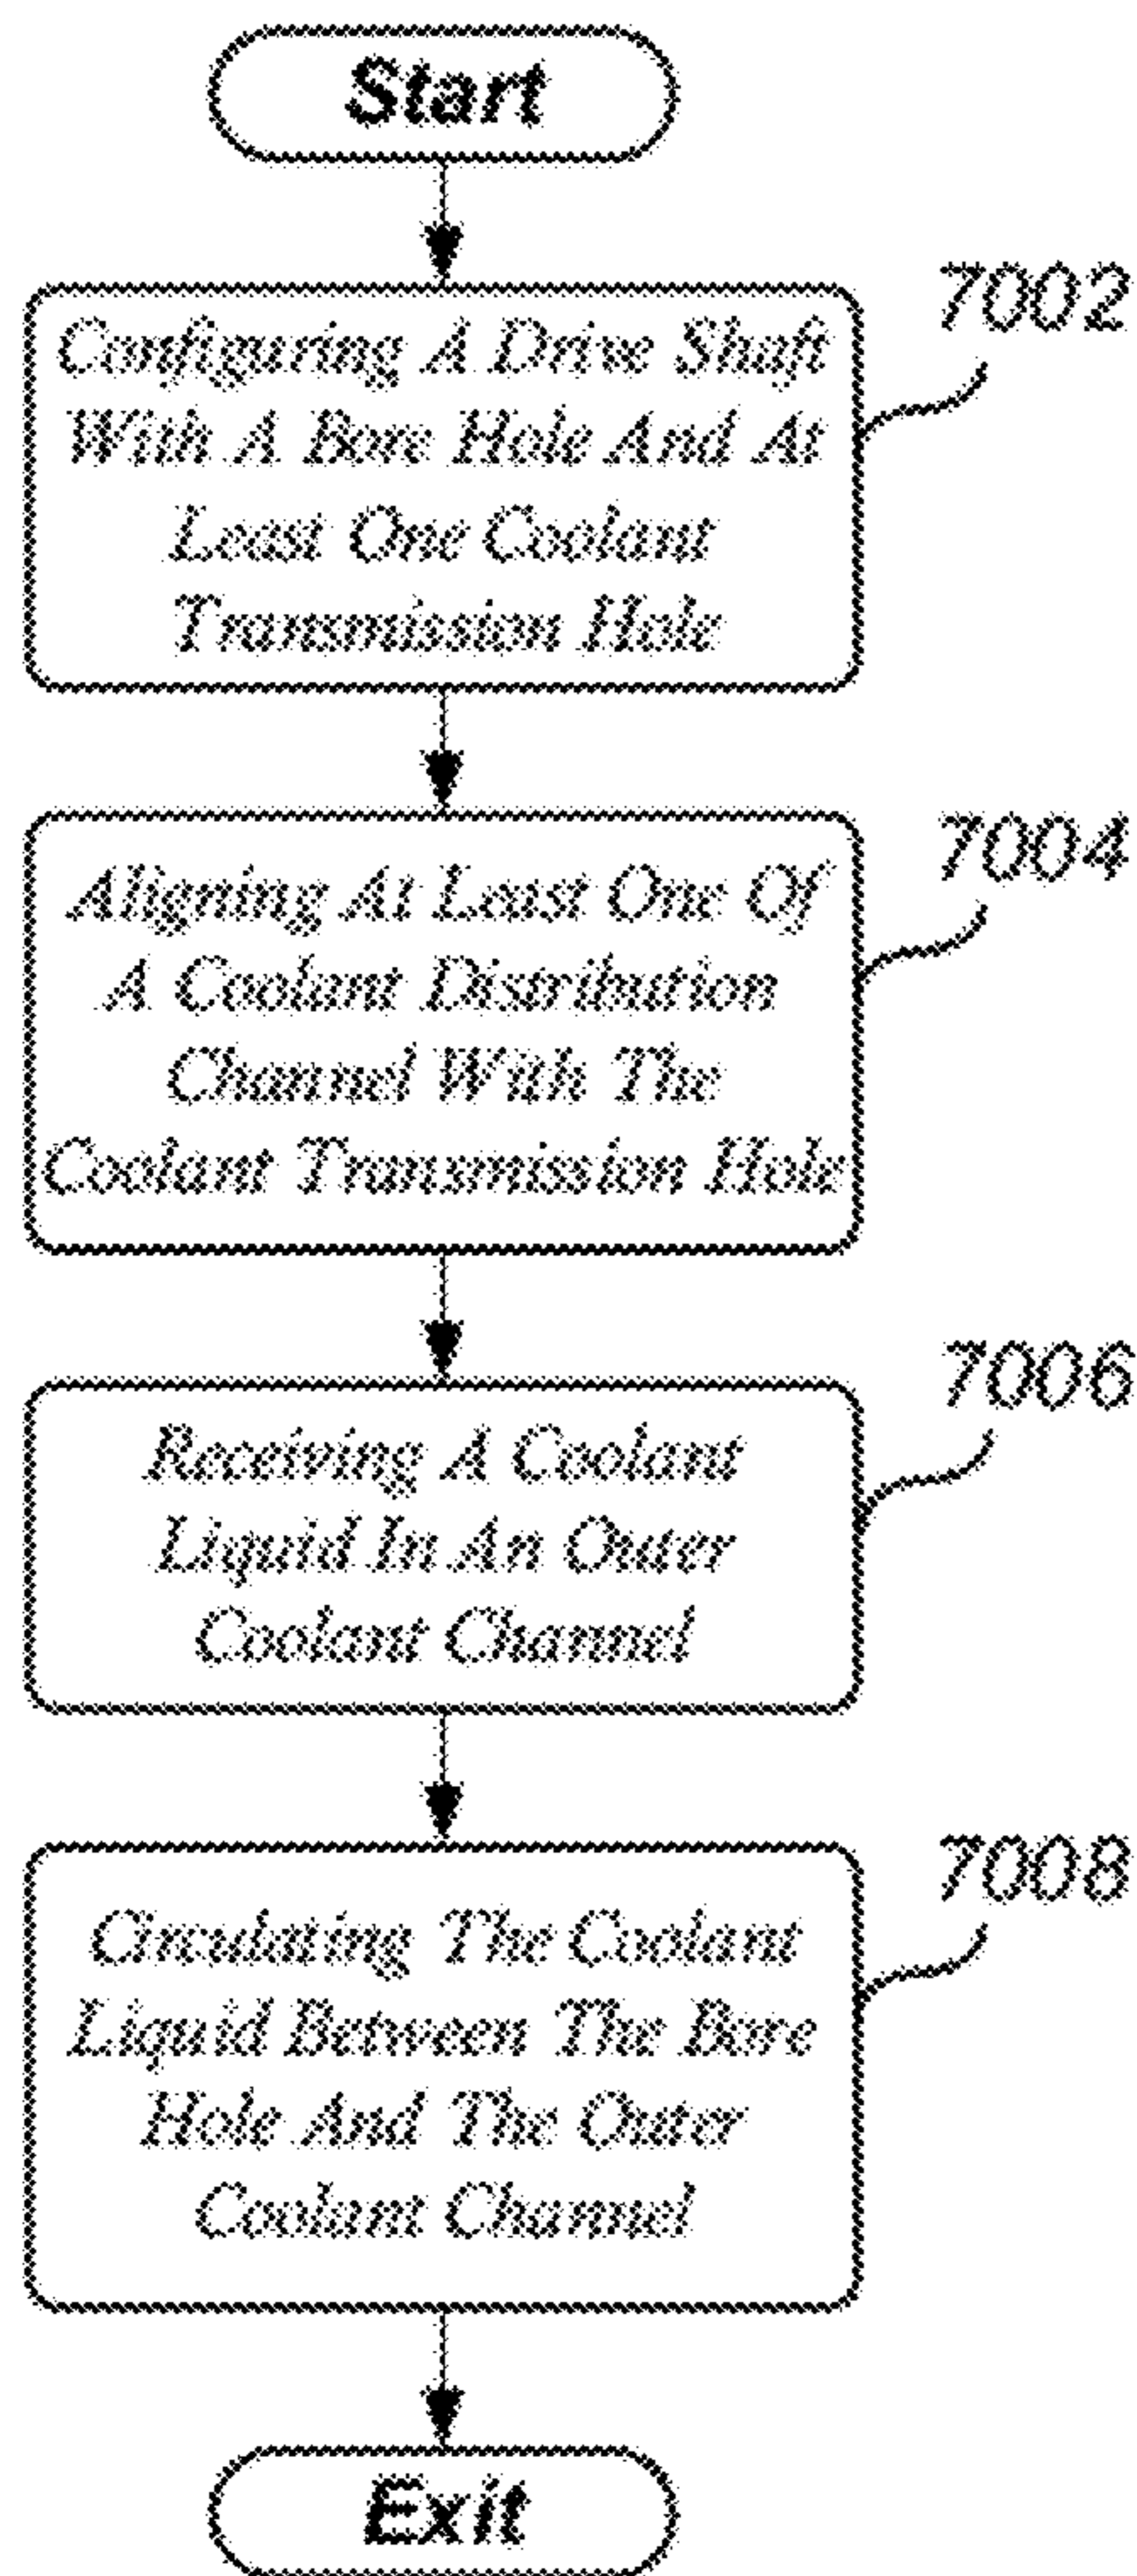 Start
7002
Configuring A Drive Shaft
With A Bore Hole And At
Least One Coolant
Transmission Hole
7004
Aligning At Least One Of
A Coolant Distribution
Channel With The
Coolant Transmission Hole
7006
Receiving A Coolant
Liquid In An Outer
Coolant Channel
7008
Circulating The Coolant
Liquid Between The Bore
Hole And The Outer
Coolant Channel
Exit